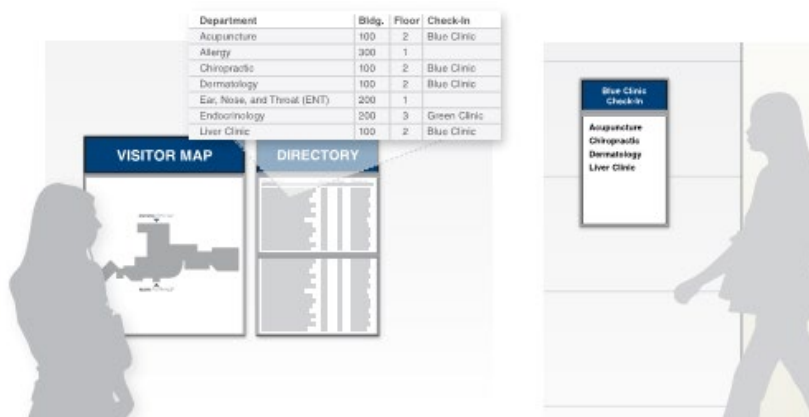 Department Bldg. Floor Check-In
Acupuncture 100 2 Blue Clinic
Allergy 300 1
Chiropractic 100 2 Blue Clinic
Dermatology 100 2 Blue Clinic
Ear, Nose, and Throat (ENT) 200 1
Endocrinology 200 3 Green Clinic
Liver Clinic 100 2 Blue Clinic
VISITOR MAP
DIRECTORY
Blue Clinic
Check-In
Acupuncture
Chiropractic
Dermatology
Liver Clinic